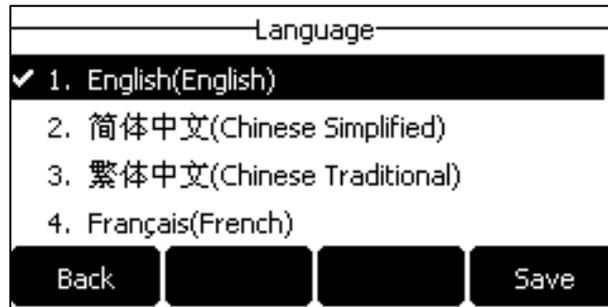 Language
✔ 1. English(English)
2. 简体中文(Chinese Simplified)
3. 繁体中文(Chinese Traditional)
4. Français(French)
Back Save